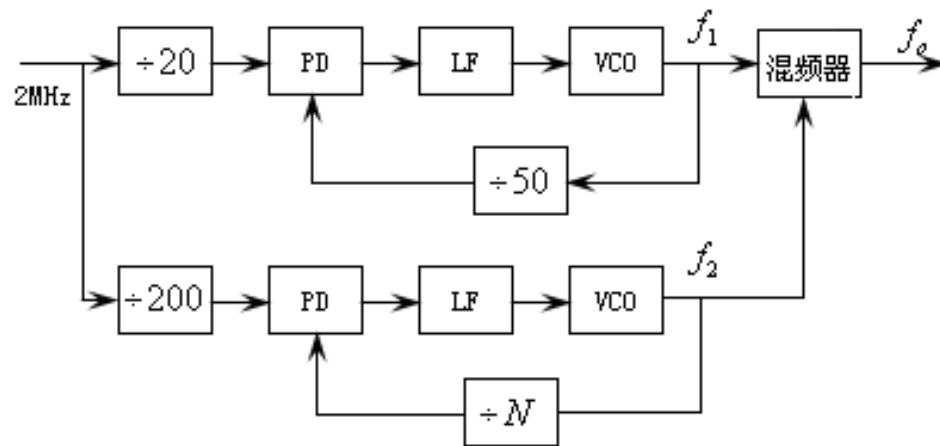 ÷20
PD
LF
VCO
f₁
混频器
fₒ
2MHz
÷50
÷200
PD
LF
VCO
f₂
÷N